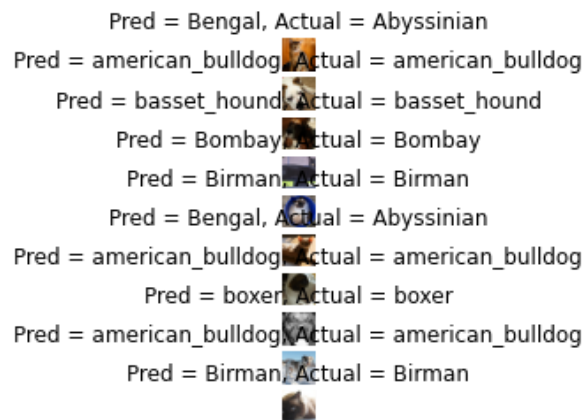 Pred = Bengal, Actual = Abyssinian
Pred = american_bulldog, Actual = american_bulldog
Pred = basset_hound, Actual = basset_hound
Pred = Bombay, Actual = Bombay
Pred = Birman, Actual = Birman
Pred = Bengal, Actual = Abyssinian
Pred = american_bulldog, Actual = american_bulldog
Pred = boxer, Actual = boxer
Pred = american_bulldog, Actual = american_bulldog
Pred = Birman, Actual = Birman